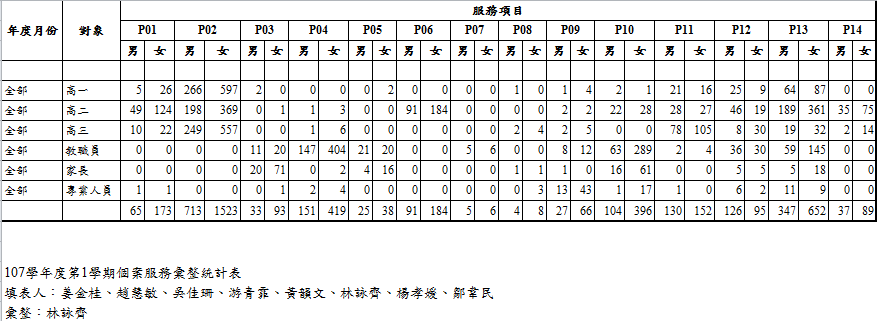 服務項目
年度月份 對象 P01 P02 P03 P04 P05 P06 P07 P08 P09 P10 P11 P12 P13 P14
男 女 男 女 男 女 男 女 男 女 男 女 男 女 男 女 男 女 男 女 男 女 男 女 男 女 男 女
全部 高一 5 26 266 597 2 0 0 0 0 2 0 0 0 0 1 0 1 4 2 1 21 16 25 9 64 87 0 0
全部 高二 49 124 198 369 0 1 1 3 0 0 91 184 0 0 0 0 2 2 22 28 28 27 46 19 189 361 35 75
全部 高三 10 22 249 557 0 0 1 6 0 0 0 0 0 0 2 4 2 5 0 0 78 105 8 30 19 32 2 14
全部 教職員 0 0 0 0 11 20 147 404 21 20 0 0 5 6 0 0 8 12 63 289 2 4 36 30 59 145 0 0
全部 家長 0 0 0 0 20 71 0 2 4 16 0 0 0 0 1 1 1 0 16 61 0 0 5 5 5 18 0 0
全部 專業人員 1 1 0 0 0 1 2 4 0 0 0 0 0 0 0 3 13 43 1 17 1 0 6 2 11 9 0 0
65 173 713 1523 33 93 151 419 25 38 91 184 5 6 4 8 27 66 104 396 130 152 126 95 347 652 37 89
107學年度第1學期個案服務彙整統計表
填表人：姜金桂、趙慧敏、吳佳珊、游青霏、黃韻文、林詠齊、楊孝媛、鄒韋民
彙整：林詠齊